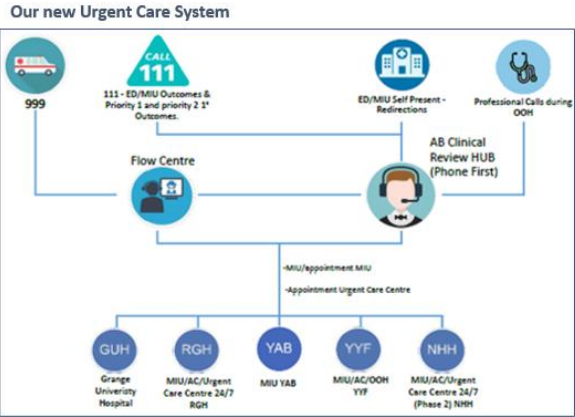 Our new Urgent Care System
CALL
111
999
111 - ED/MIU Outcomes &
Priority 1 and priority 2 1°
Outcomes.
ED/MIU Self Present -
Redirections
Professional Calls during
OOH
Flow Centre
AB Clinical
Review HUB
(Phone First)
-MIU/appointment MIU
-Appointment Urgent Care Centre
GUH
RGH
YAB
YYF
NHH
Grange
Univeristy
Hospital
MIU/AC/Urgent
Care Centre 24/7
RGH
MIU YAB
MIU/AC/OOH
YYF
MIU/AC/Urgent
Care Centre 24/7
(Phase 2) NHH